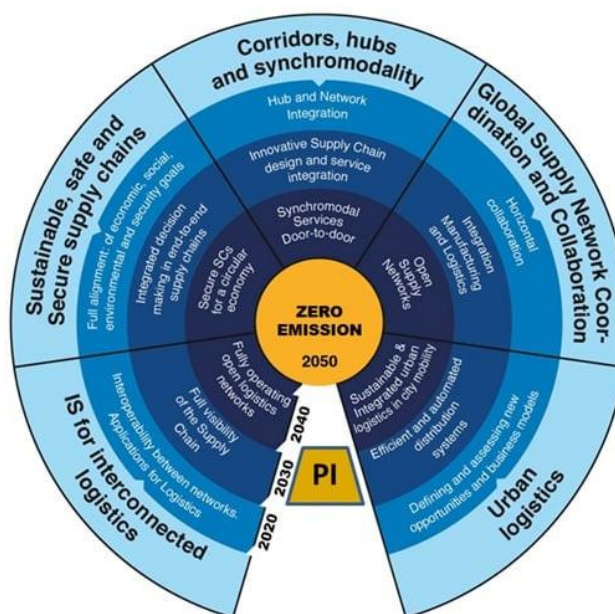 Corridors, hubs
and synchromodality
Hub and Network
Integration
Innovative Supply Chain
design and service
integration
Synchromodal
Services
Door-to-door
Global Supply Network Coor-
dination and Collaboration
Horizontal
collaboration
Integration
Manufacturing
and Logistics
Open
Supply
Networks
Urban
logistics
Defining and assessing new
opportunities and business models
Efficient and automated
distribution
systems
Sustainable &
Integrated urban
logistics in city mobility
Sustainable, safe and
Secure supply chains
Full alignment: of economic, social,
environmental and security goals
Integrated decision
making in end-to-end
supply chains
Secure SCs
for a circular
economy
IS for interconnected
logistics
Interoperability between networks.
Applications for Logistics
Full visibility
of the Supply
Chain
Fully operating
open logistics
networks
ZERO
EMISSION
2050
2040
2030
2020
PI